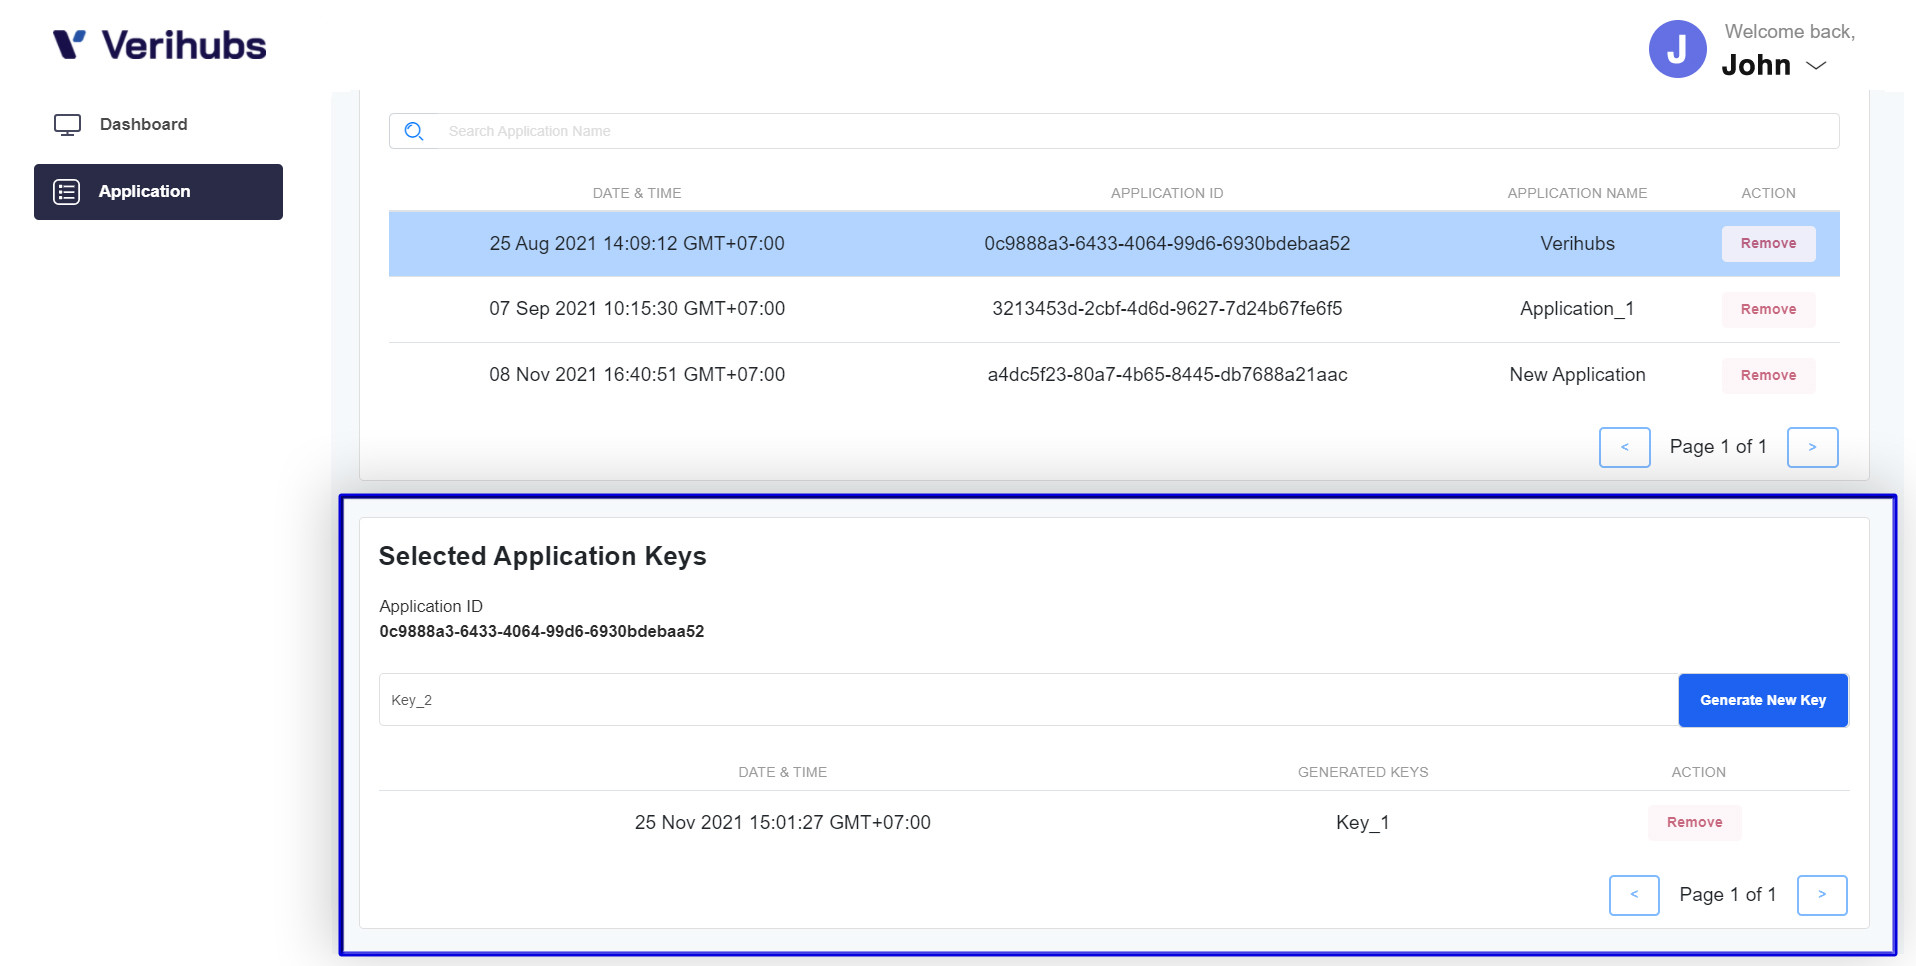 Verihubs
Welcome back,
J
John
Dashboard
Application
Search Application Name
DATE & TIME APPLICATION ID APPLICATION NAME ACTION
25 Aug 2021 14:09:12 GMT+07:00 0c9888a3-6433-4064-99d6-6930bdebaa52 Verihubs Remove
07 Sep 2021 10:15:30 GMT+07:00 3213453d-2cbf-4d6d-9627-7d24b67fe6f5 Application_1 Remove
08 Nov 2021 16:40:51 GMT+07:00 a4dc5f23-80a7-4b65-8445-db7688a21aac New Application Remove
< Page 1 of 1 >
Selected Application Keys
Application ID
0c9888a3-6433-4064-99d6-6930bdebaa52
Key_2 Generate New Key
DATE & TIME GENERATED KEYS ACTION
25 Nov 2021 15:01:27 GMT+07:00 Key_1 Remove
< Page 1 of 1 >